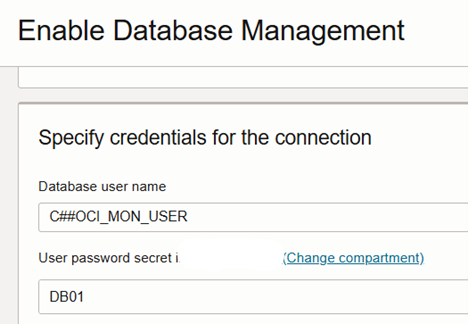 Enable Database Management
Specify credentials for the connection
Database user name
C##OCI_MON_USER
User password secret i (Change compartment)
DB01